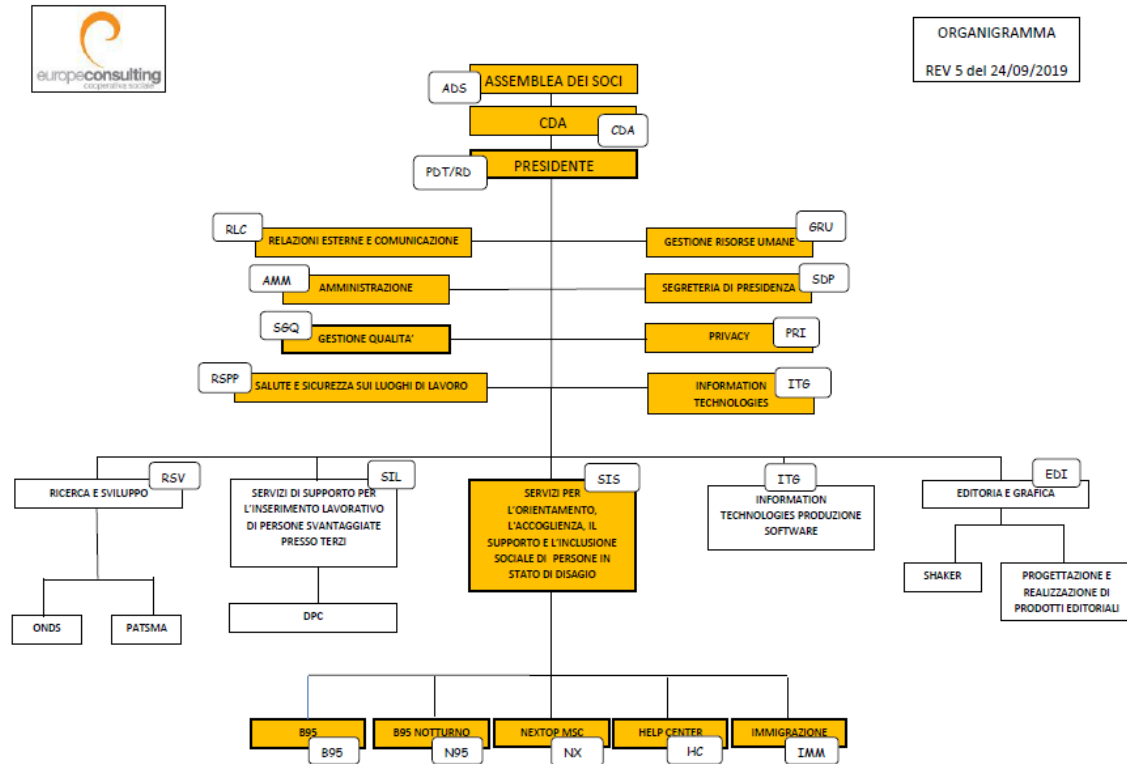 europeconsulting
cooperativa sociale
ORGANIGRAMMA
REV 5 del 24/09/2019
ADS
ASSEMBLEA DEI SOCI
CDA
CDA
PDT/RD
PRESIDENTE
RLC
RELAZIONI ESTERNE E COMUNICAZIONE
GRU
GESTIONE RISORSE UMANE
AMM
AMMINISTRAZIONE
SDP
SEGRETERIA DI PRESIDENZA
SGQ
GESTIONE QUALITA'
PRI
PRIVACY
RSPP
SALUTE E SICUREZZA SUI LUOGHI DI LAVORO
ITG
INFORMATION
TECHNOLOGIES
RSV
RICERCA E SVILUPPO
SIL
SERVIZI DI SUPPORTO PER
L'INSERIMENTO LAVORATIVO
DI PERSONE SVANTAGGIATE
PRESSO TERZI
SIS
SERVIZI PER
L'ORIENTAMENTO,
L'ACCOGLIENZA, IL
SUPPORTO E L'INCLUSIONE
SOCIALE DI PERSONE IN
STATO DI DISAGIO
ITG
INFORMATION
TECHNOLOGIES PRODUZIONE
SOFTWARE
EDI
EDITORIA E GRAFICA
ONDS
PATSMA
DPC
SHAKER
PROGETTAZIONE E
REALIZZAZIONE DI
PRODOTTI EDITORIALI
B95
B95
B95 NOTTURNO
N95
NEXTOP MSC
NX
HELP CENTER
HC
IMMIGRAZIONE
IMM